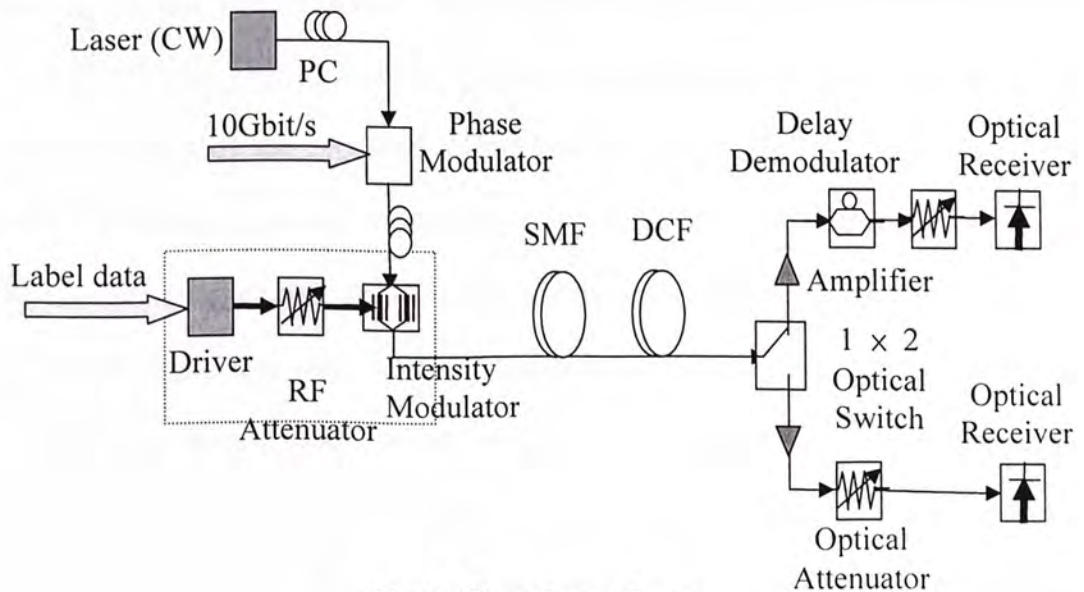 Laser (CW)
PC
10Gbit/s
Phase
Modulator
Delay
Demodulator
Optical
Receiver
SMF
DCF
Label data
Amplifier
Driver
RF
Attenuator
Intensity
Modulator
1 × 2
Optical
Switch
Optical
Receiver
Optical
Attenuator